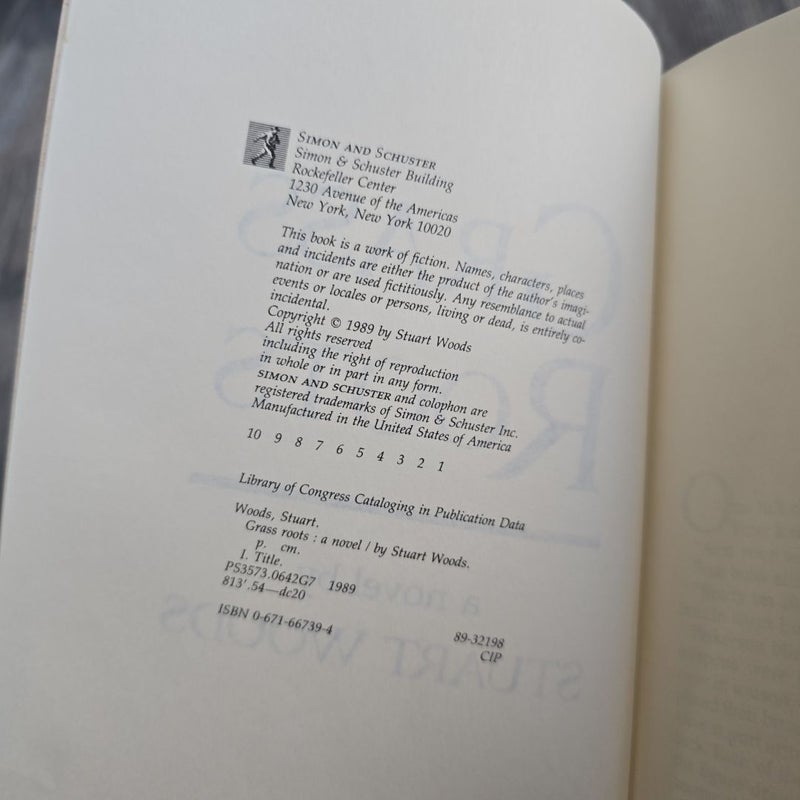 SIMON AND SCHUSTER
Simon & Schuster Building
Rockefeller Center
1230 Avenue of the Americas
New York, New York 10020
This book is a work of fiction. Names, characters, places
and incidents are either the product of the author's imagi-
nation or are used fictitiously. Any resemblance to actual
events or locales or persons, living or dead, is entirely co-
incidental.
Copyright © 1989 by Stuart Woods
All rights reserved
including the right of reproduction
in whole or in part in any form.
SIMON AND SCHUSTER and colophon are
registered trademarks of Simon & Schuster Inc.
Manufactured in the United States of America
10 9 8 7 6 5 4 3 2 1
Library of Congress Cataloging in Publication Data
Woods, Stuart.
Grass roots : a novel / by Stuart Woods.
p. cm.
I. Title.
PS3573.O642G7 1989
813'.54—dc20
89-32198
CIP
ISBN 0-671-66739-4
GRASS
ROOTS
a novel by
STUART WOODS